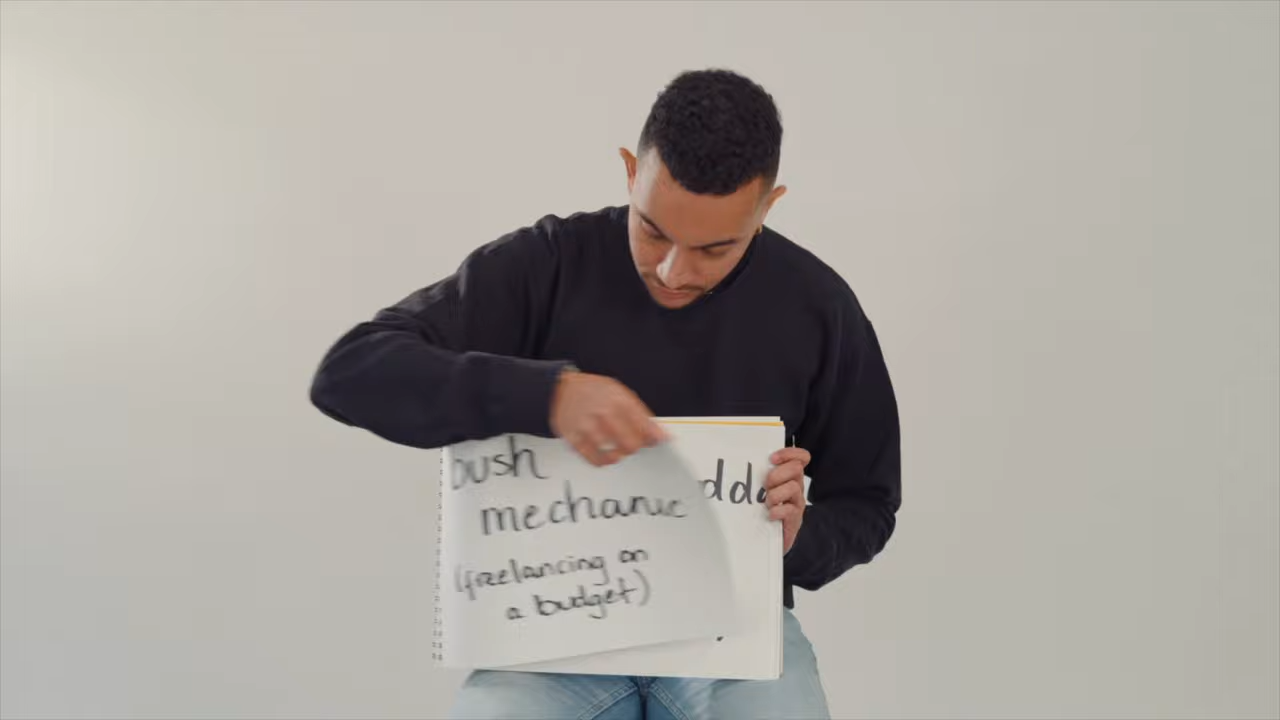 bush
mechanic
(freelancing on
a budget)